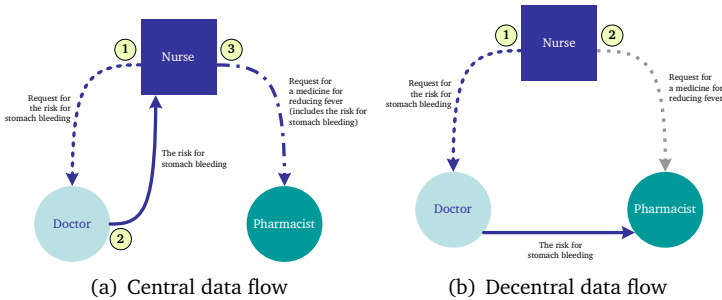 1
Nurse
3
Request for
the risk for
stomach bleeding
Request for
a medicine for
reducing fever
(includes the risk for
stomach bleeding)
The risk for
stomach bleeding
Doctor
2
Pharmacist
(a) Central data flow
1
Nurse
2
Request for
the risk for
stomach bleeding
Request for
a medicine for
reducing fever
Doctor
Pharmacist
The risk for
stomach bleeding
(b) Decentral data flow